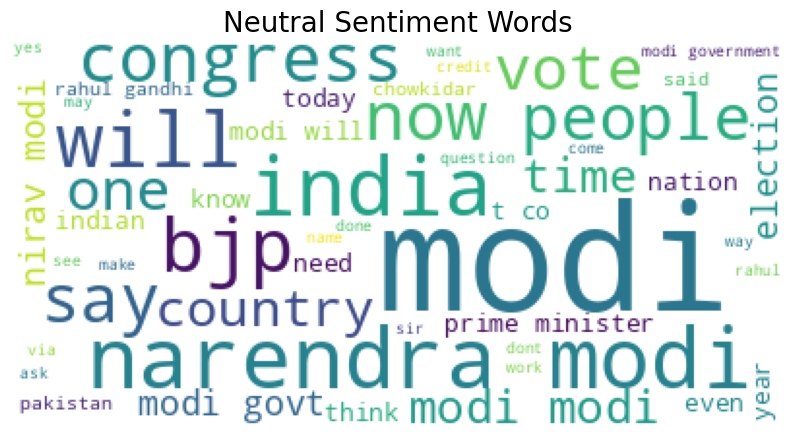 Neutral Sentiment Words
yes
congress
want
vote
modi government
credit
said
rahul gandhi
may
today
chowkidar
nirav modi
will
modi will
now
people
election
come
question
india
time
nation
one
know
t co
indian
bjp
name
done
modi
way
rahul
see
make
need
say
country
sir
prime minister
via
narendra
modi
dont
work
ask
year
pakistan
modi govt
think
modi modi
even